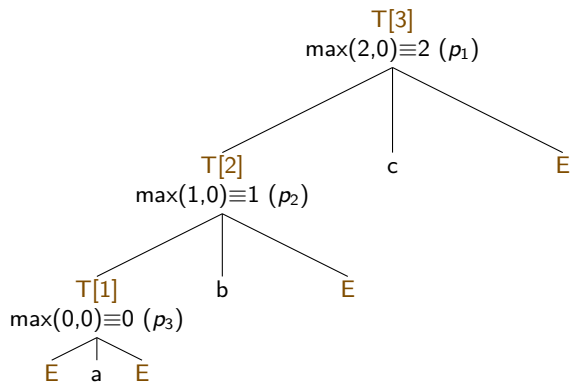 T[3]
max(2,0)≡2 (p₁)
T[2] c E
max(1,0)≡1 (p₂)
T[1] b E
max(0,0)≡0 (p₃)
E a E